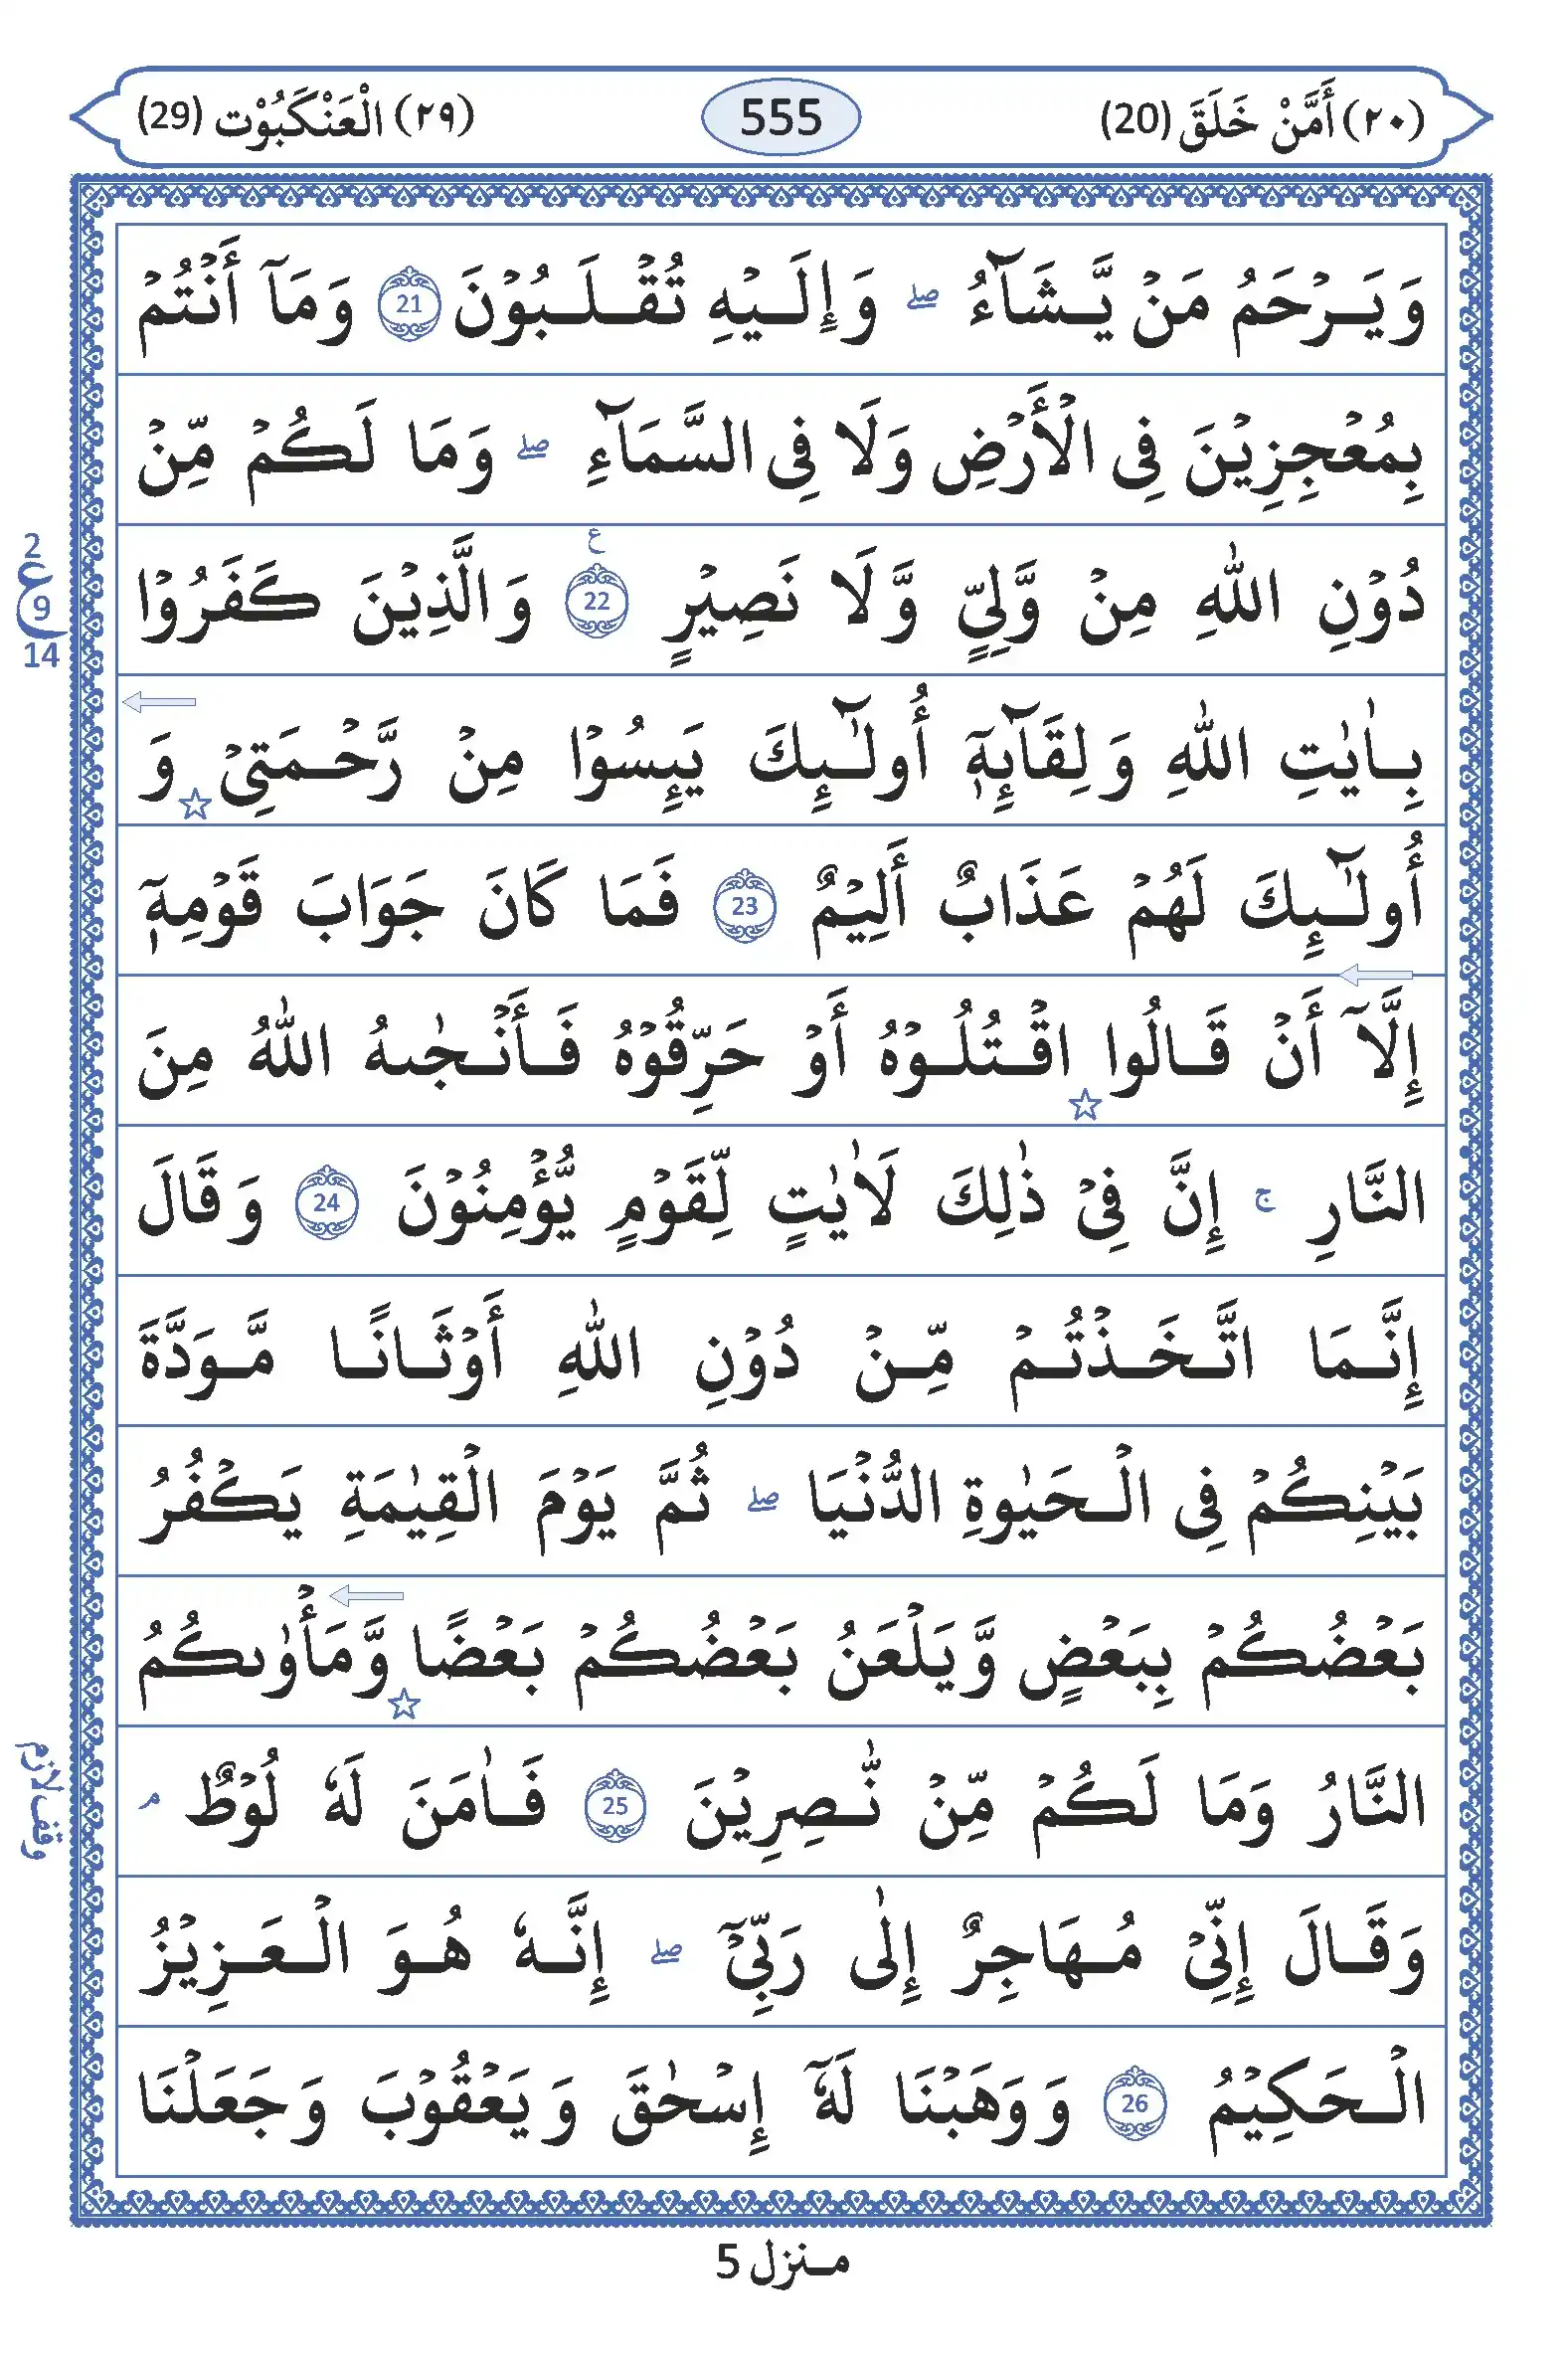 (٢٠) أَمَّنْ خَلَقَ (20) 555 (٢٩) الْعَنْكَبُوْت (29)
وَيَرْحَمُ مَنْ يَّشَآءُ ۖ وَإِلَيْهِ تُقْلَبُوْنَ 21 وَمَآ أَنْتُمْ
بِمُعْجِزِيْنَ فِى الْأَرْضِ وَلَا فِى السَّمَآءِ ۖ وَمَا لَكُمْ مِّنْ
دُوْنِ اللّٰهِ مِنْ وَّلِيٍّ وَّلَا نَصِيْرٍ 22 ع وَالَّذِيْنَ كَفَرُوْا
2
9
14
بِاٰيٰتِ اللّٰهِ وَلِقَآئِهٖٓ أُولٰٓئِكَ يَئِسُوْا مِنْ رَّحْمَتِيْ ☆ وَ
أُولٰٓئِكَ لَهُمْ عَذَابٌ أَلِيْمٌ 23 فَمَا كَانَ جَوَابَ قَوْمِهٖٓ
إِلَّآ أَنْ قَالُوا ☆ اقْتُلُوْهُ أَوْ حَرِّقُوْهُ فَأَنْجٰىهُ اللّٰهُ مِنَ
النَّارِ ۚ إِنَّ فِيْ ذٰلِكَ لَاٰيٰتٍ لِّقَوْمٍ يُّؤْمِنُوْنَ 24 وَقَالَ
إِنَّمَا اتَّخَذْتُمْ مِّنْ دُوْنِ اللّٰهِ أَوْثَانًا مَّوَدَّةَ
بَيْنِكُمْ فِى الْحَيٰوةِ الدُّنْيَا ۖ ثُمَّ يَوْمَ الْقِيٰمَةِ يَكْفُرُ
بَعْضُكُمْ بِبَعْضٍ وَّيَلْعَنُ بَعْضُكُمْ بَعْضًا ☆ وَّمَأْوٰىكُمُ
النَّارُ وَمَا لَكُمْ مِّنْ نّٰصِرِيْنَ 25 فَاٰمَنَ لَهٗ لُوْطٌ ۘ
وقف لازم
وَقَالَ إِنِّيْ مُهَاجِرٌ إِلٰى رَبِّيْٓ ۖ إِنَّهٗ هُوَ الْعَزِيْزُ
الْحَكِيْمُ 26 وَوَهَبْنَا لَهٗٓ إِسْحٰقَ وَيَعْقُوْبَ وَجَعَلْنَا
منزل 5